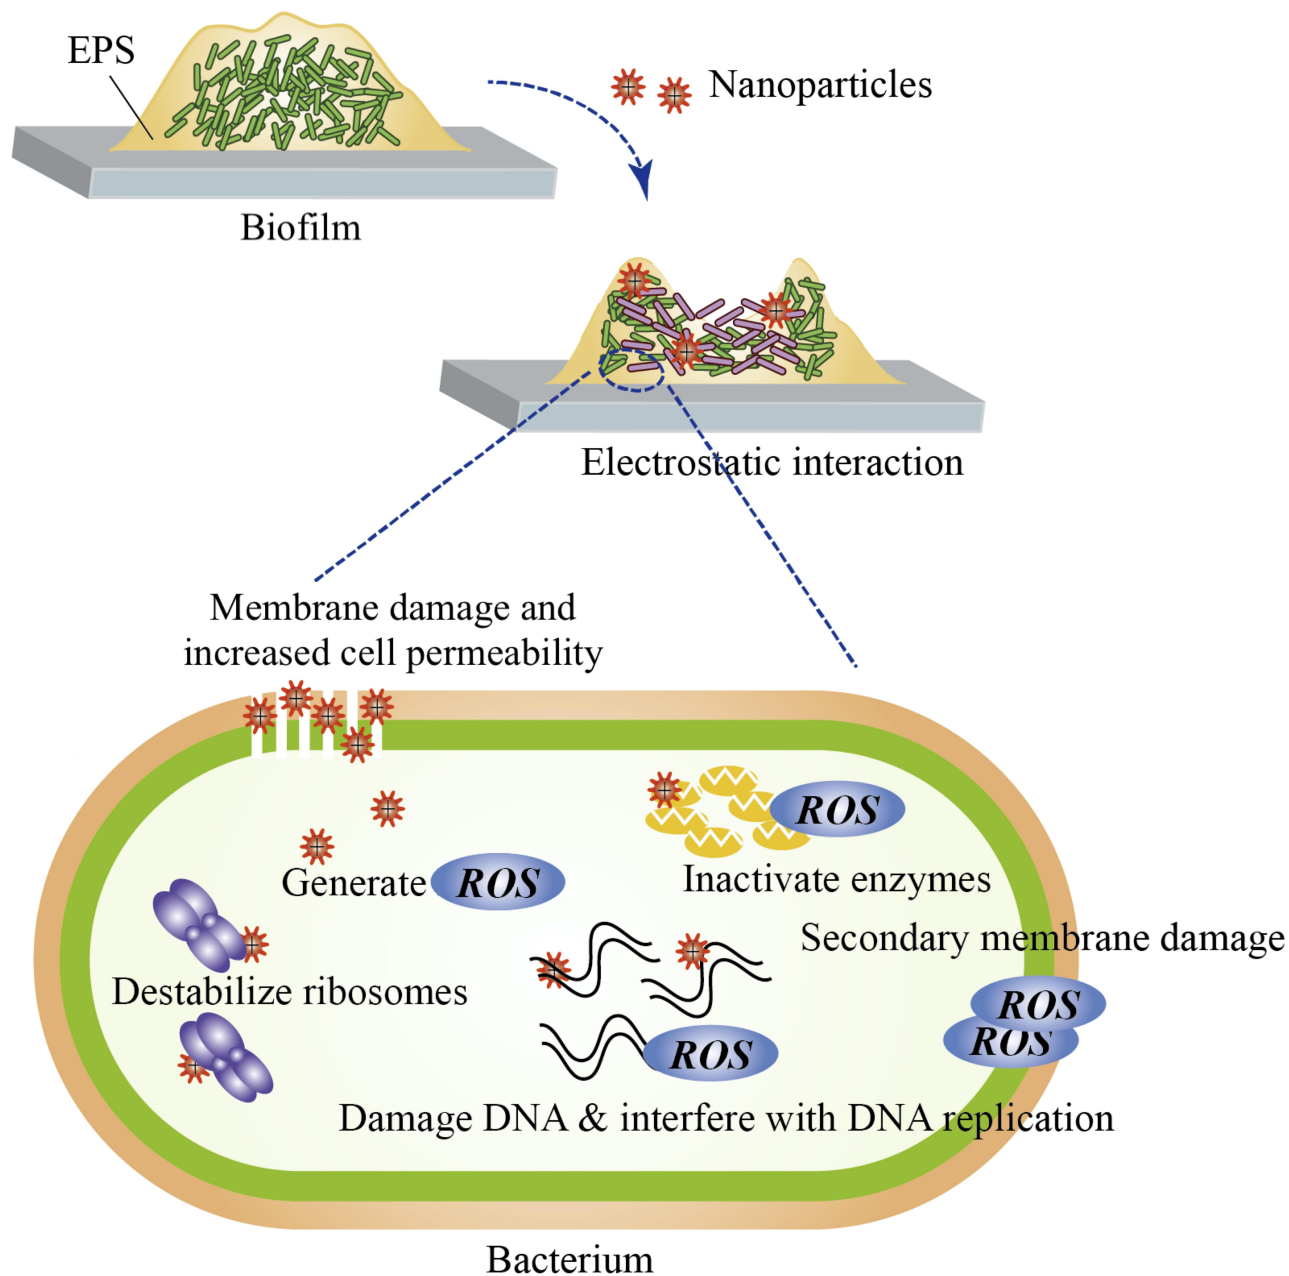 EPS
Nanoparticles
Biofilm
Electrostatic interaction
Membrane damage and
increased cell permeability
ROS
Inactivate enzymes
Generate ROS
Secondary membrane damage
Destabilize ribosomes
ROS
ROS
ROS
Damage DNA & interfere with DNA replication
Bacterium